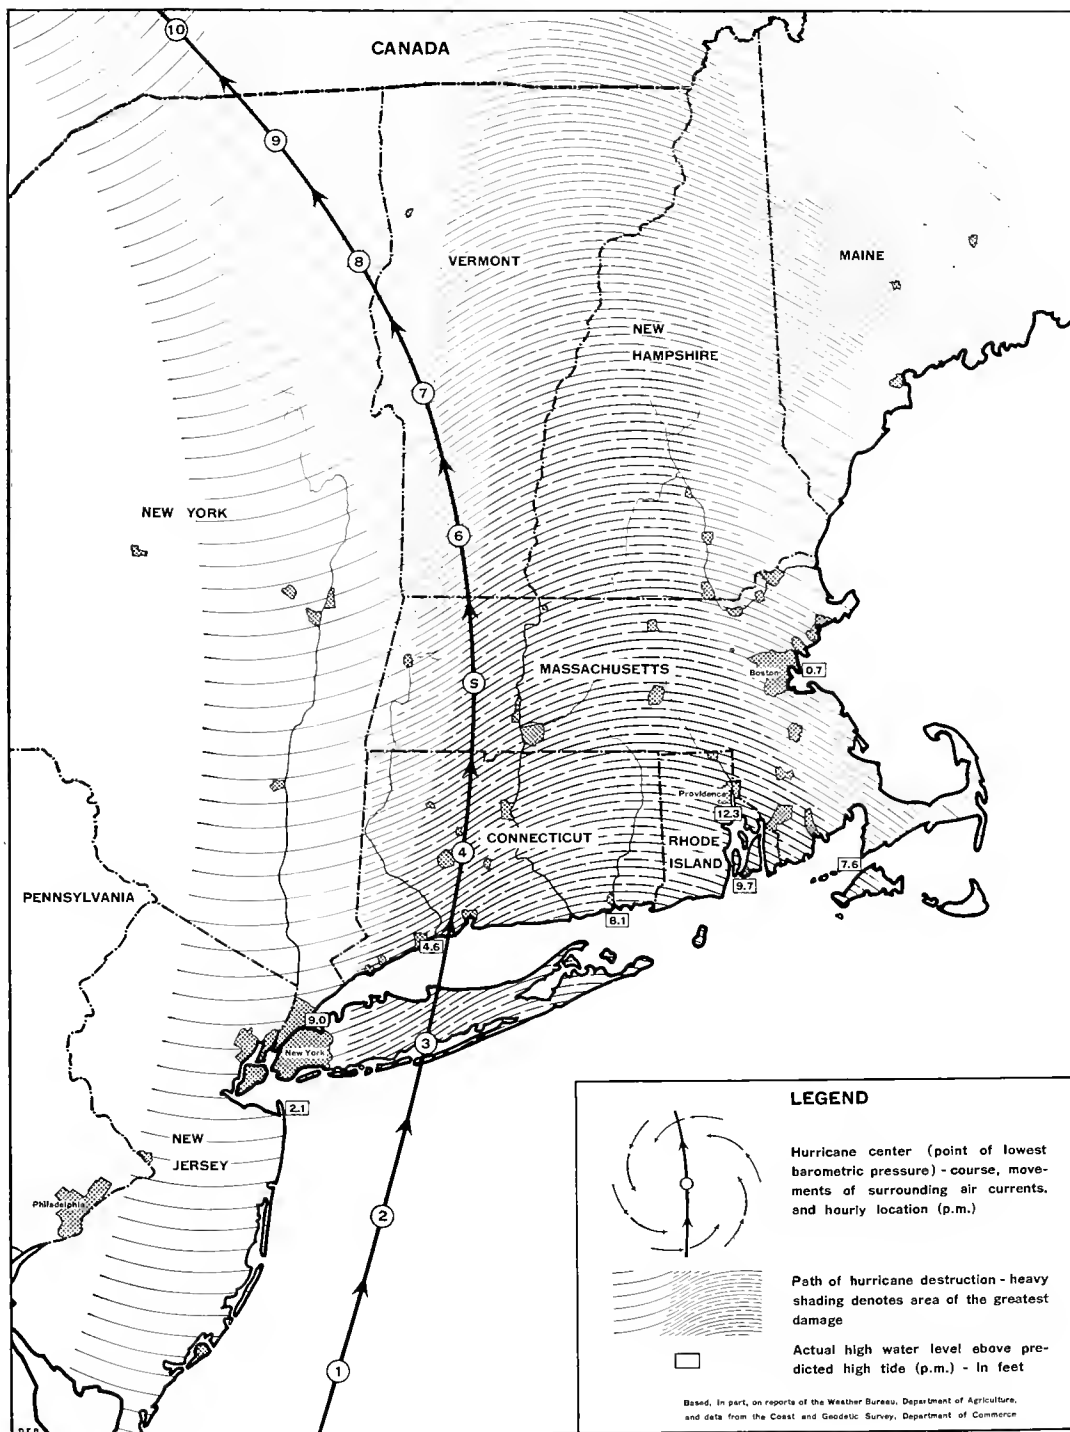 10
CANADA
9
8
VERMONT
MAINE
NEW
HAMPSHIRE
7
NEW YORK
6
MASSACHUSETTS
Boston
0.7
5
Providence
12.3
CONNECTICUT
RHODE
ISLAND
4
7.6
9.7
PENNSYLVANIA
8.1
4.6
9.0
New York
3
2.1
NEW
JERSEY
Philadelphia
2
1
LEGEND
Hurricane center (point of lowest
barometric pressure) - course, move-
ments of surrounding air currents,
and hourly location (p.m.)
Path of hurricane destruction - heavy
shading denotes area of the greatest
damage
Actual high water level above pre-
dicted high tide (p.m.) - In feet
Based, in part, on reports of the Weather Bureau, Department of Agriculture,
and data from the Coast and Geodetic Survey, Department of Commerce